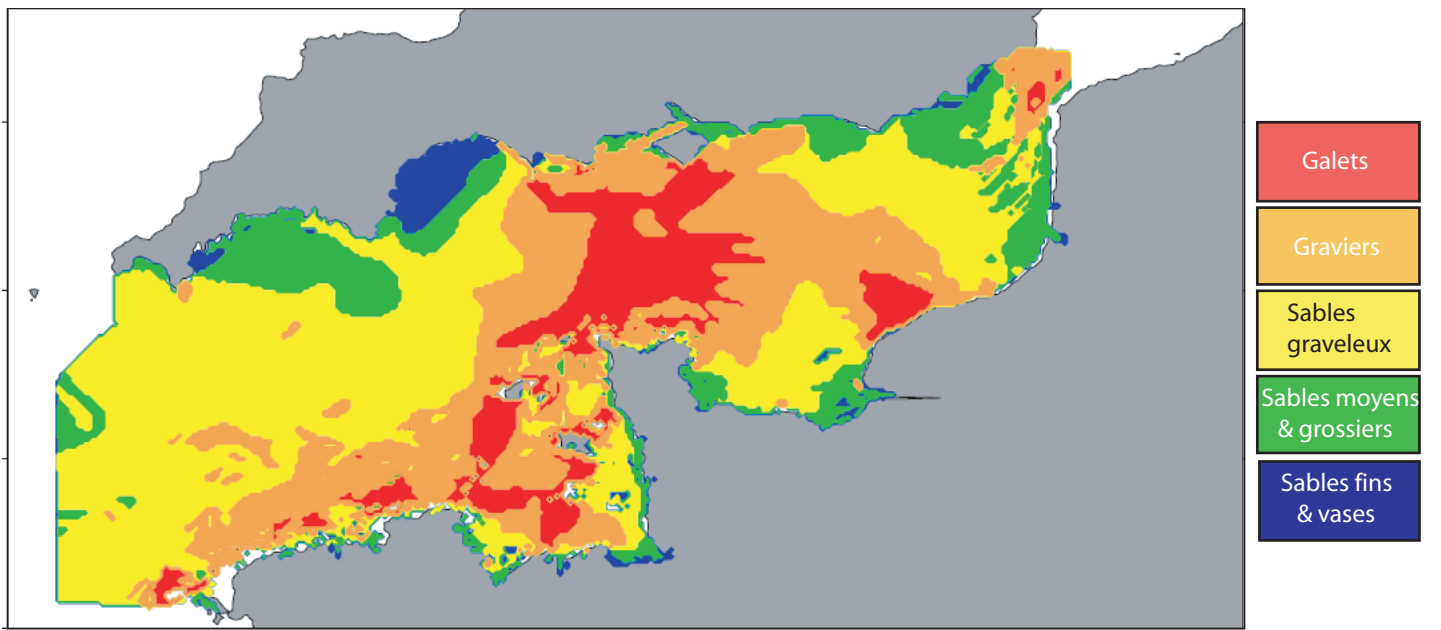 Galets
Graviers
Sables
graveleux
Sables moyens
& grossiers
Sables fins
& vases